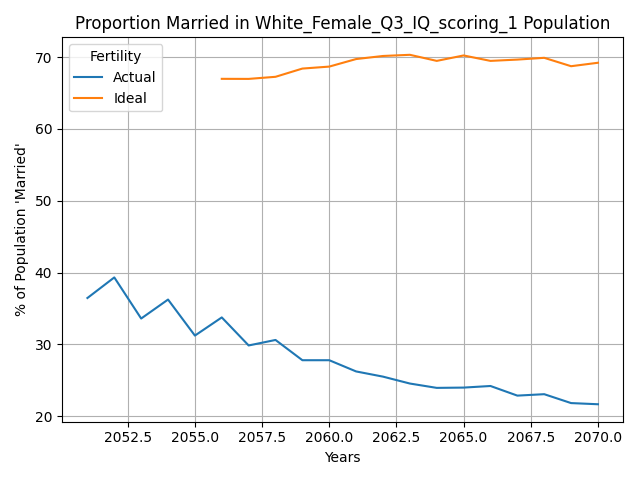 Proportion Married in White_Female_Q3_IQ_scoring_1 Population
Fertility
Actual
Ideal
% of Population 'Married'
70
60
50
40
30
20
2052.5 2055.0 2057.5 2060.0 2062.5 2065.0 2067.5 2070.0
Years